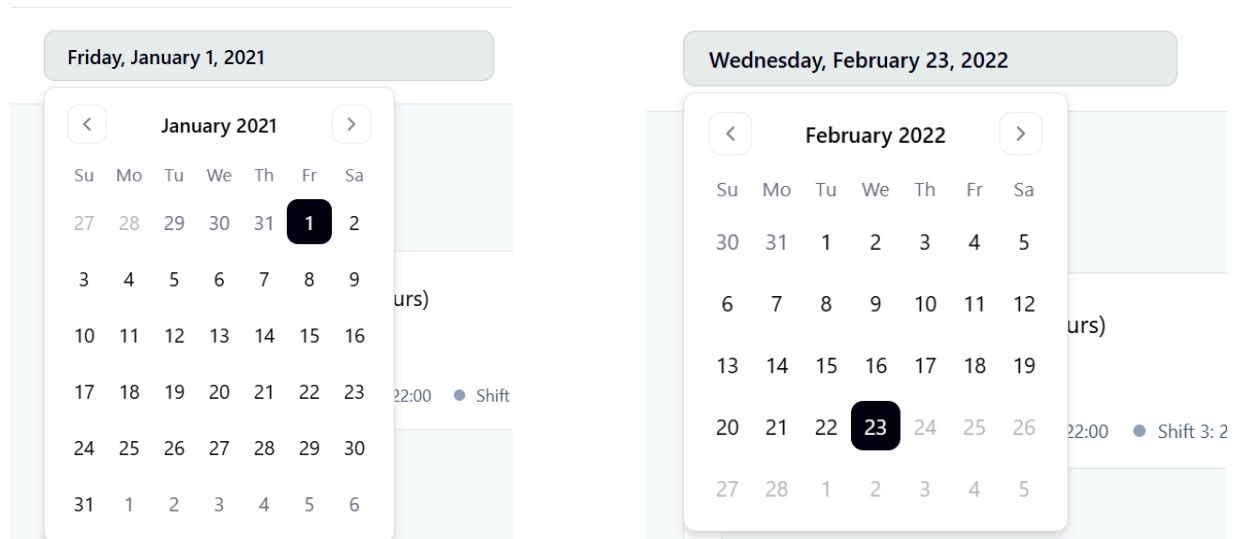 Friday, January 1, 2021
January 2021
Su Mo Tu We Th Fr Sa
27 28 29 30 31 1 2
3 4 5 6 7 8 9
10 11 12 13 14 15 16
17 18 19 20 21 22 23
24 25 26 27 28 29 30
31 1 2 3 4 5 6
urs)
22:00 Shift
Wednesday, February 23, 2022
February 2022
Su Mo Tu We Th Fr Sa
30 31 1 2 3 4 5
6 7 8 9 10 11 12
13 14 15 16 17 18 19
20 21 22 23 24 25 26
27 28 1 2 3 4 5
urs)
22:00 Shift 3: 2